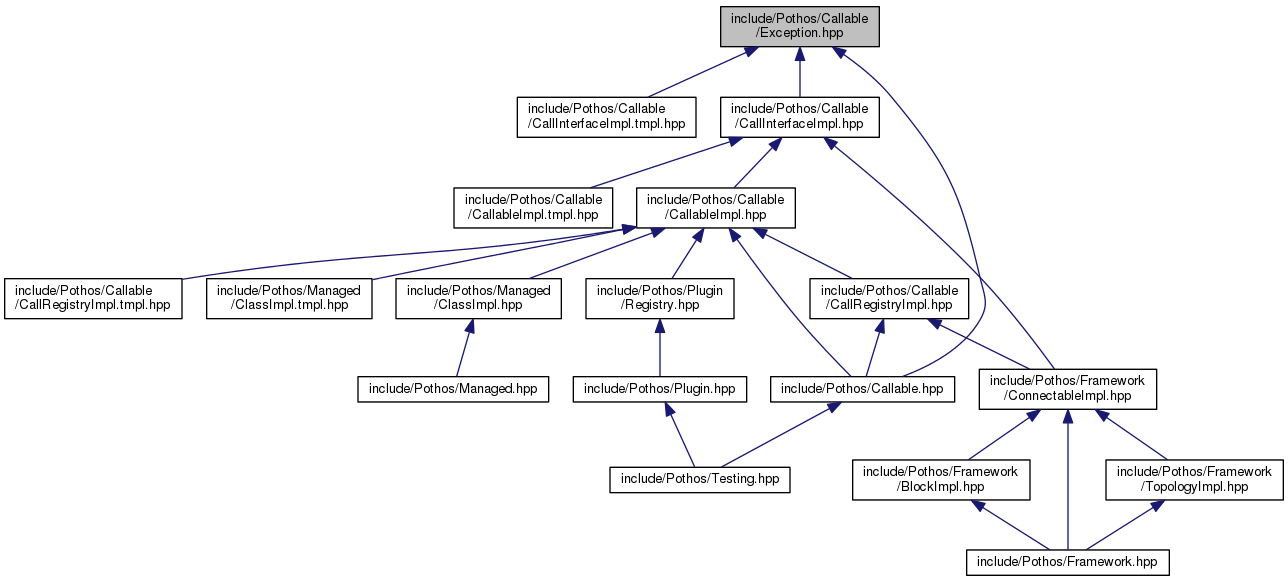 include/Pothos/Callable
/Exception.hpp
include/Pothos/Callable
/CallInterfaceImpl.tmpl.hpp
include/Pothos/Callable
/CallInterfaceImpl.hpp
include/Pothos/Callable
/CallableImpl.tmpl.hpp
include/Pothos/Callable
/CallableImpl.hpp
include/Pothos/Callable
/CallRegistryImpl.tmpl.hpp
include/Pothos/Managed
/ClassImpl.tmpl.hpp
include/Pothos/Managed
/ClassImpl.hpp
include/Pothos/Plugin
/Registry.hpp
include/Pothos/Callable
/CallRegistryImpl.hpp
include/Pothos/Managed.hpp
include/Pothos/Plugin.hpp
include/Pothos/Callable.hpp
include/Pothos/Framework
/ConnectableImpl.hpp
include/Pothos/Testing.hpp
include/Pothos/Framework
/BlockImpl.hpp
include/Pothos/Framework
/TopologyImpl.hpp
include/Pothos/Framework.hpp